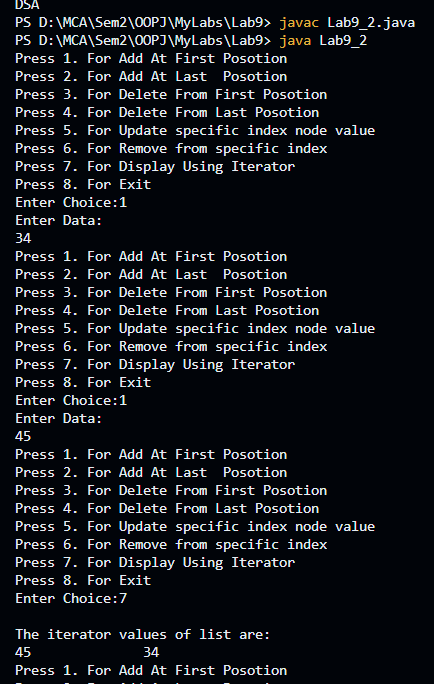 DSA
PS D:\MCA\Sem2\OOPJ\MyLabs\Lab9> javac Lab9_2.java
PS D:\MCA\Sem2\OOPJ\MyLabs\Lab9> java Lab9_2
Press 1. For Add At First Posotion
Press 2. For Add At Last  Posotion
Press 3. For Delete From First Posotion
Press 4. For Delete From Last Posotion
Press 5. For Update specific index node value
Press 6. For Remove from specific index
Press 7. For Display Using Iterator
Press 8. For Exit
Enter Choice:1
Enter Data:
34
Press 1. For Add At First Posotion
Press 2. For Add At Last  Posotion
Press 3. For Delete From First Posotion
Press 4. For Delete From Last Posotion
Press 5. For Update specific index node value
Press 6. For Remove from specific index
Press 7. For Display Using Iterator
Press 8. For Exit
Enter Choice:1
Enter Data:
45
Press 1. For Add At First Posotion
Press 2. For Add At Last  Posotion
Press 3. For Delete From First Posotion
Press 4. For Delete From Last Posotion
Press 5. For Update specific index node value
Press 6. For Remove from specific index
Press 7. For Display Using Iterator
Press 8. For Exit
Enter Choice:7
The iterator values of list are:
45              34
Press 1. For Add At First Posotion